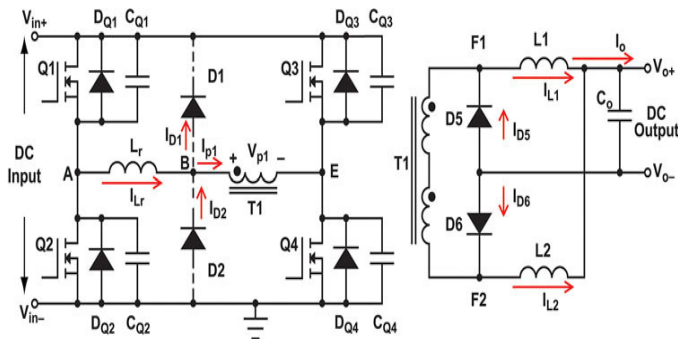 Vin+
DQ1
CQ1
DQ3
CQ3
F1
L1
Io
Q1
D1
Q3
IL1
Vo+
Co
DC
Output
DC
Input
Lr
ID1
Ip1
+ Vp1 −
D5
ID5
A
B
E
T1
Vo−
ILr
T1
ID2
ID6
D6
Q2
D2
Q4
L2
Vin−
DQ2
CQ2
DQ4
CQ4
F2
IL2